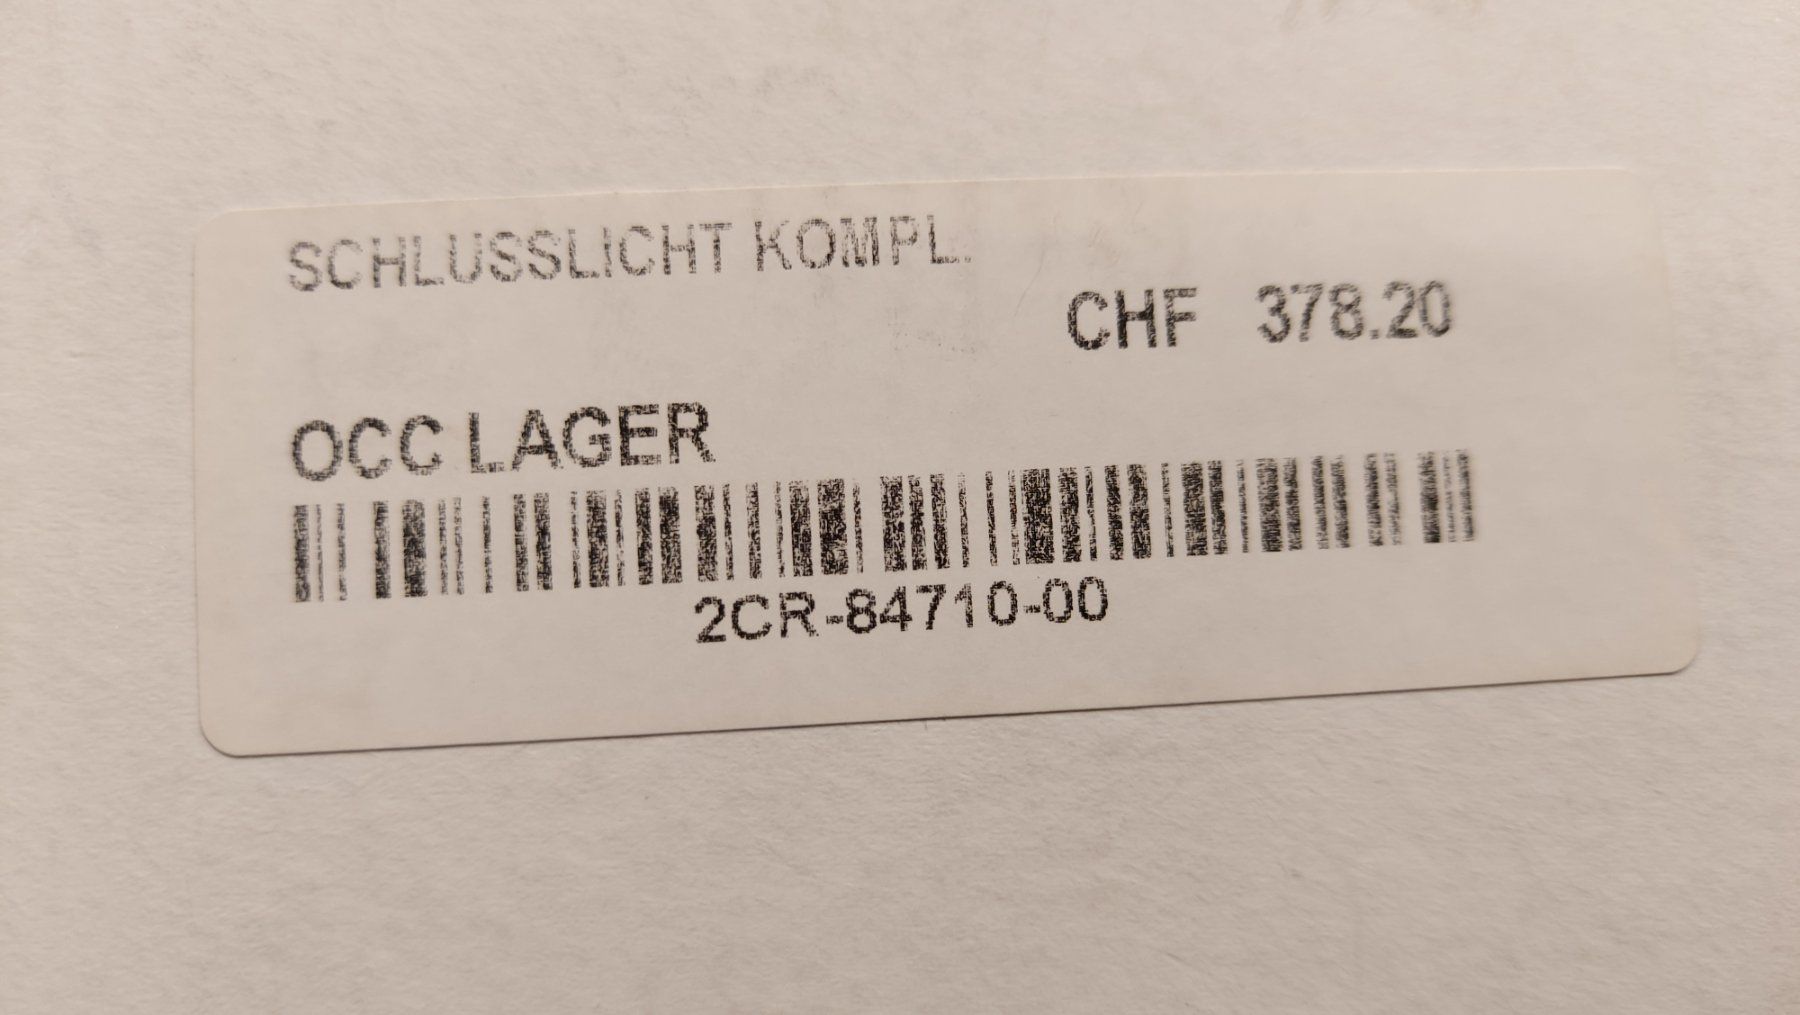 SCHLUSSLICHT KOMPL.
CHF 378.20
OCC LAGER
2CR-84710-00